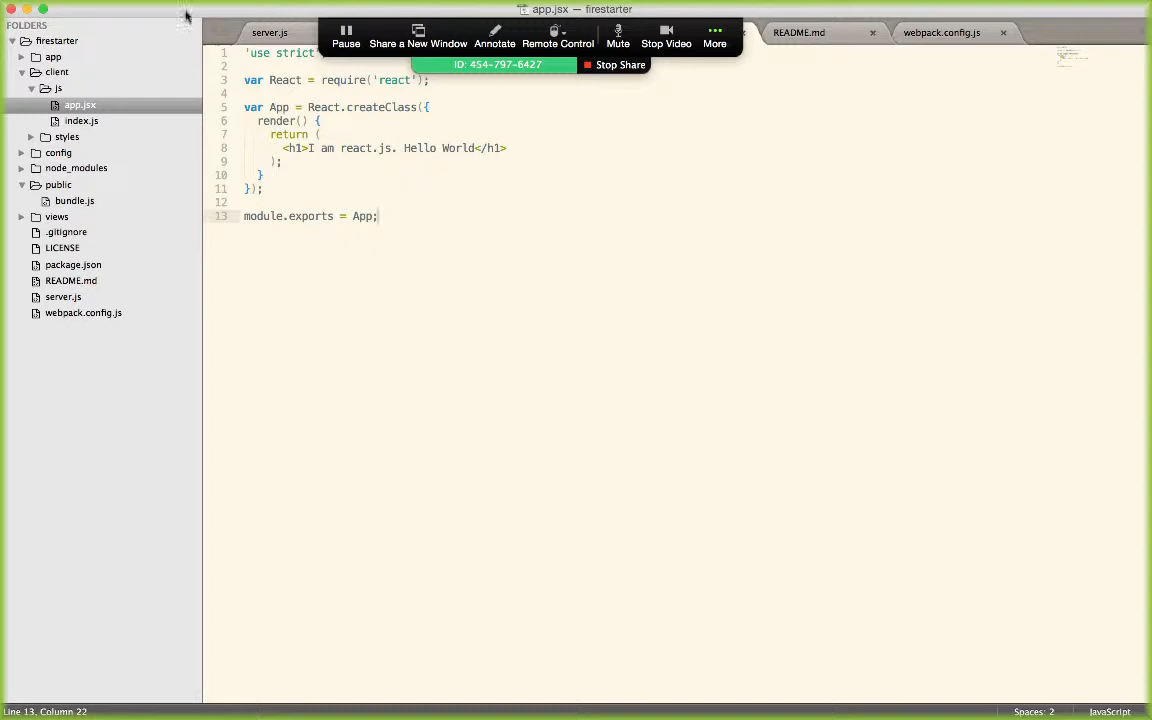 app.jsx — firestarter
FOLDERS
firestarter
app
client
js
app.jsx
index.js
styles
config
node_modules
public
bundle.js
views
.gitignore
LICENSE
package.json
README.md
server.js
webpack.config.js
server.js
README.md
webpack.config.js
Pause
Share a New Window
Annotate
Remote Control
Mute
Stop Video
More
ID: 454-797-6427
Stop Share
1 'use strict'
2
3 var React = require('react');
4
5 var App = React.createClass({
6 render() {
7 return (
8 <h1>I am react.js. Hello World</h1>
9 );
10 }
11 });
12
13 module.exports = App;
Line 13, Column 22
Spaces: 2
JavaScript